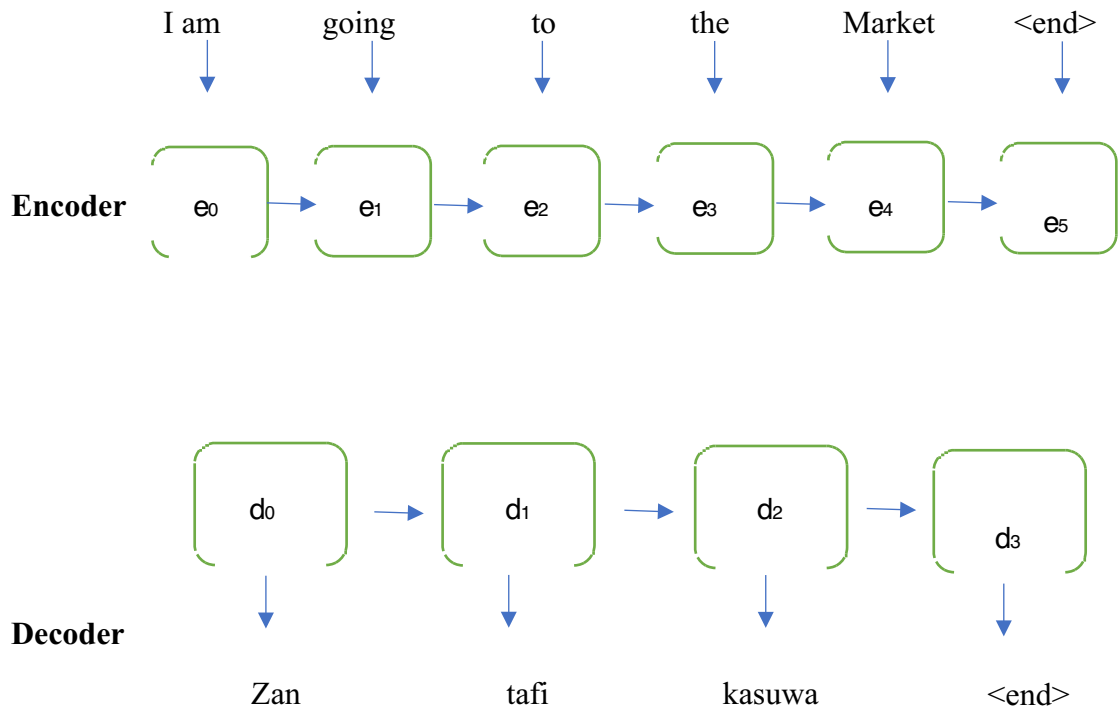 I am going to the Market <end>
Encoder e0 e1 e2 e3 e4 e5
d0 d1 d2 d3
Decoder
Zan tafi kasuwa <end>